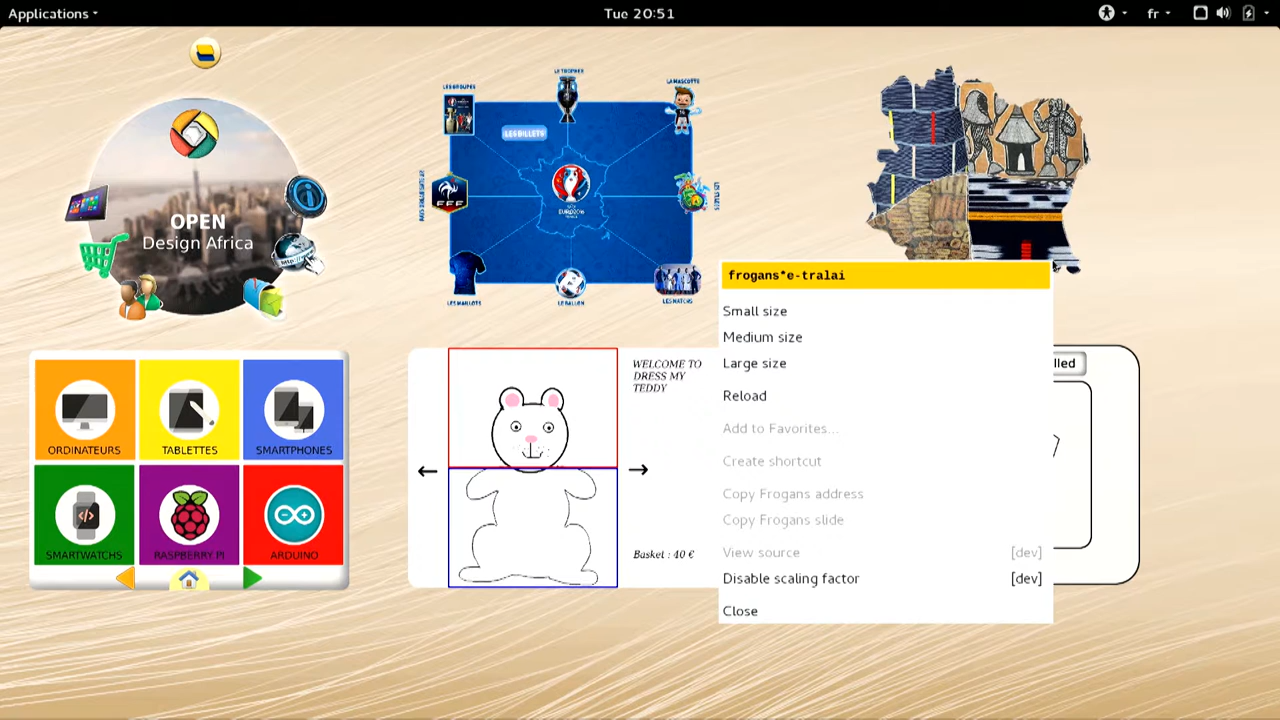 Applications
Tue 20:51
fr
OPEN
Design Africa
LES GROUPES
LE TROPHEE
LA MASCOTTE
LES BILLETS
FFF
EURO2016
LES MAILLOTS
LE BALLON
LES MATCHS
frogans*e-tralai
Small size
Medium size
Large size
Reload
Add to Favorites...
Create shortcut
Copy Frogans address
Copy Frogans slide
View source [dev]
Disable scaling factor [dev]
Close
lled
ORDINATEURS
TABLETTES
SMARTPHONES
SMARTWATCHS
RASPBERRY PI
ARDUINO
WELCOME TO
DRESS MY
TEDDY
Basket : 40 €